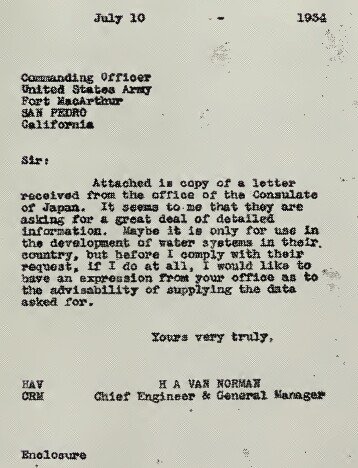 July 10 - 1934
Commanding Officer
United States Army
Fort MacArthur
SAN PEDRO
California
Sir:
Attached is copy of a letter
received from the office of the Consulate
of Japan. It seems to me that they are
asking for a great deal of detailed
information. Maybe it is only for use in
the development of water systems in their
country, but before I comply with their
request, if I do at all, I would like to
have an expression from your office as to
the advisability of supplying the data
asked for.
Yours very truly,
HAV H A VAN NORMAN
CRM Chief Engineer & General Manager
Enclosure